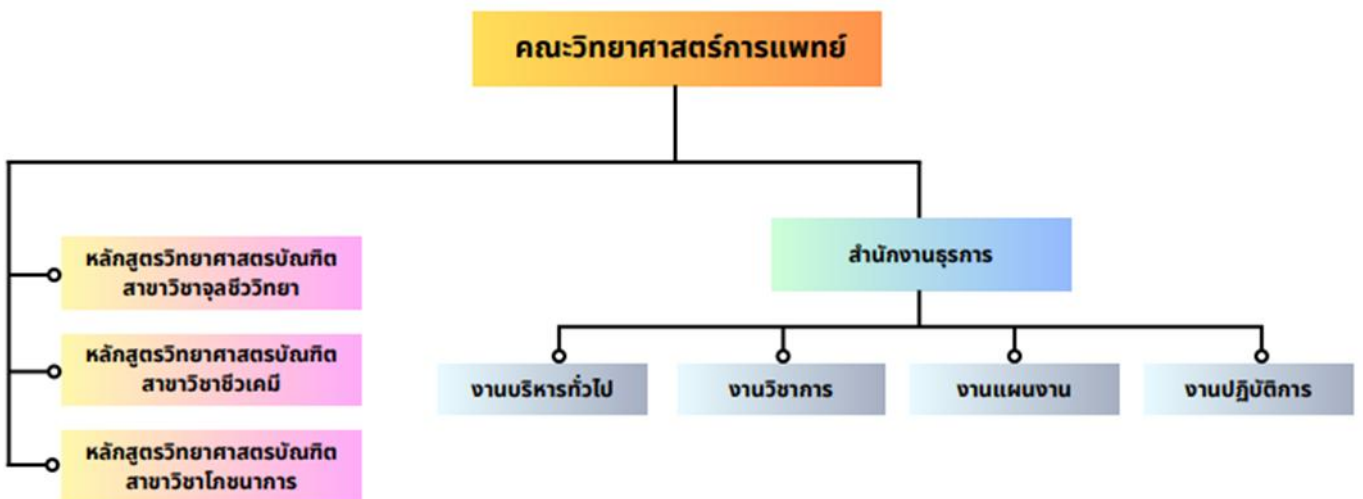 คณะวิทยาศาสตร์การแพทย์
หลักสูตรวิทยาศาสตรบัณฑิต
สาขาวิชาจุลชีววิทยา
หลักสูตรวิทยาศาสตรบัณฑิต
สาขาวิชาชีวเคมี
หลักสูตรวิทยาศาสตรบัณฑิต
สาขาวิชาโภชนาการ
สำนักงานธุรการ
งานบริหารทั่วไป
งานวิชาการ
งานแผนงาน
งานปฏิบัติการ